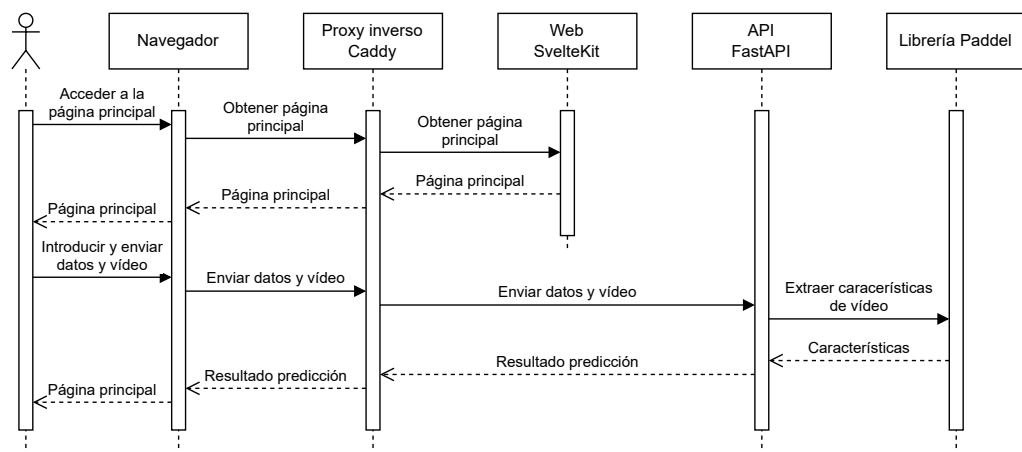 Navegador
Proxy inverso
Caddy
Web
SvelteKit
API
FastAPI
Librería Paddel
Acceder a la
página principal
Obtener página
principal
Obtener página
principal
Página principal
Página principal
Página principal
Introducir y enviar
datos y vídeo
Enviar datos y vídeo
Enviar datos y vídeo
Extraer caracerísticas
de vídeo
Características
Resultado predicción
Resultado predicción
Página principal